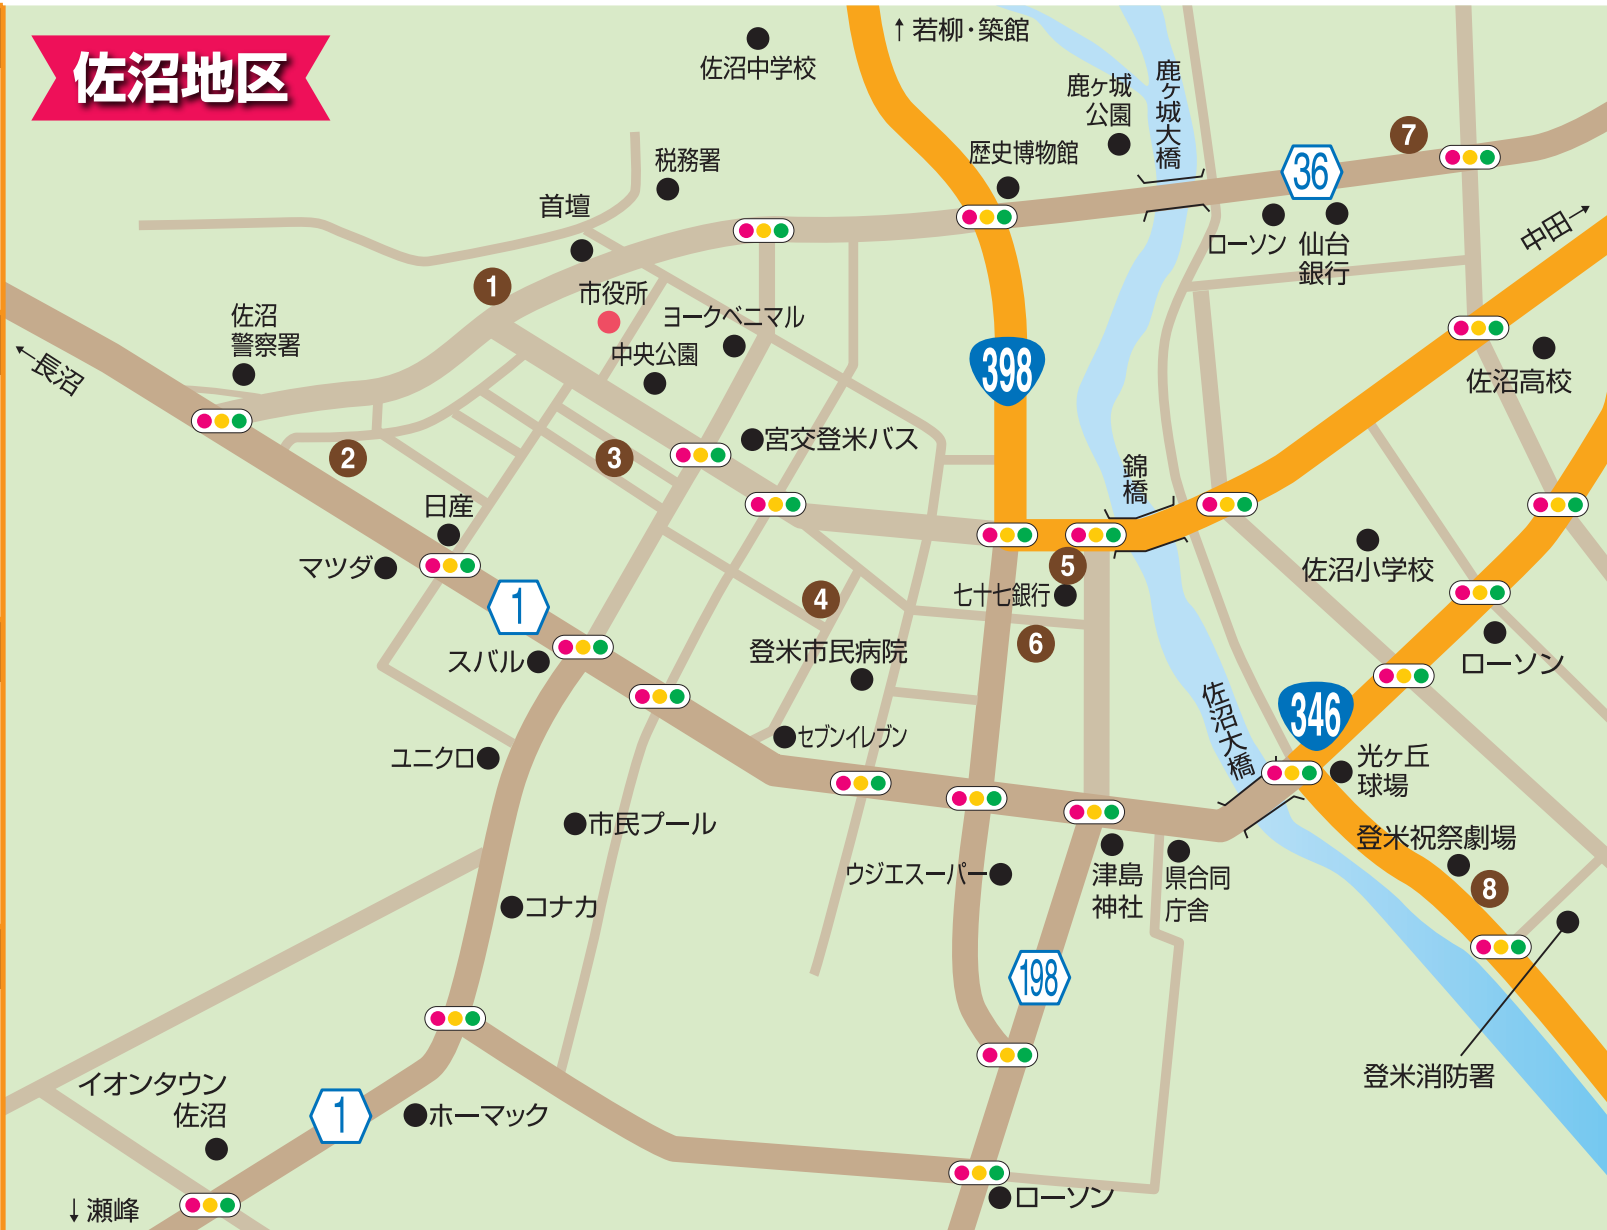 佐沼地区
↑若柳・築館
佐沼中学校
鹿ヶ城
公園
鹿ヶ城大橋
7
税務署
歴史博物館
36
首壇
ローソン
仙台
銀行
中田→
1
市役所
佐沼
警察署
ヨークベニマル
中央公園
←長沼
398
佐沼高校
2
3
宮交登米バス
錦橋
日産
マツダ
5
佐沼小学校
1
4
七十七銀行
6
スバル
登米市民病院
ローソン
佐沼大橋
346
セブンイレブン
ユニクロ
光ヶ丘
球場
市民プール
登米祝祭劇場
ウジエスーパー
津島
神社
県合同
庁舎
8
コナカ
198
登米消防署
イオンタウン
佐沼
1
ホーマック
ローソン
↓瀬峰